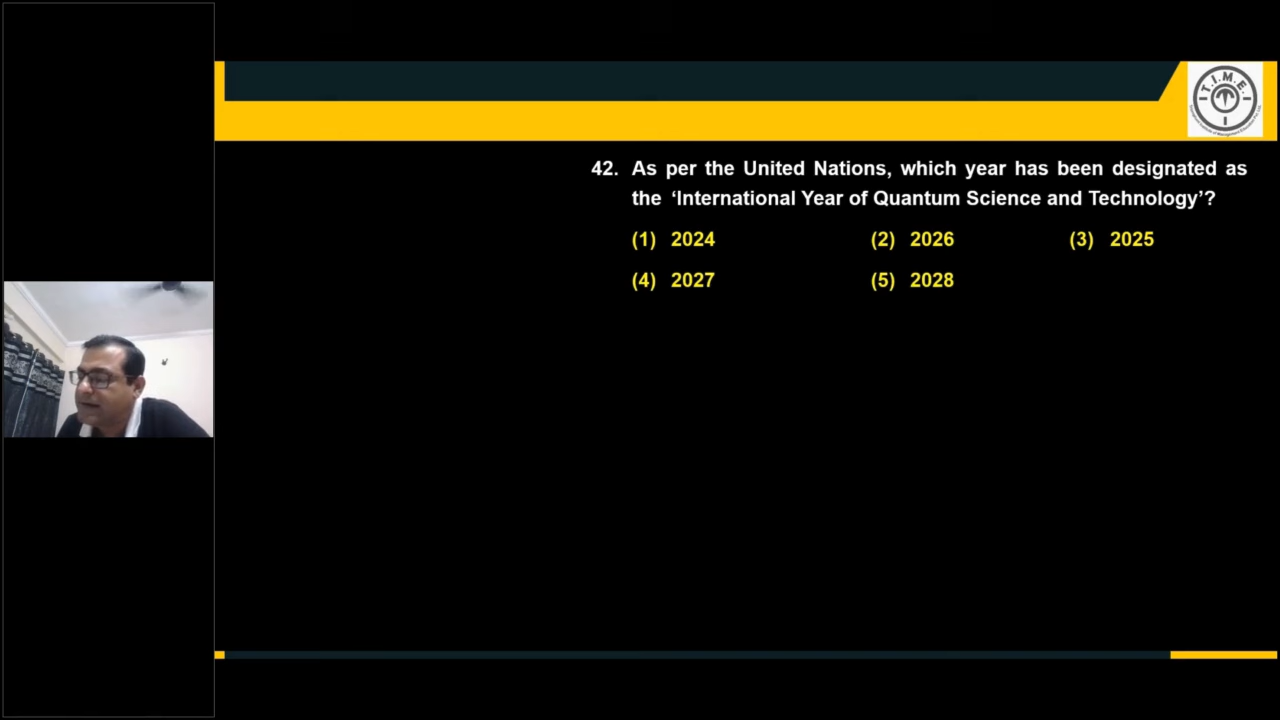 T.I.M.E.
42. As per the United Nations, which year has been designated as
the 'International Year of Quantum Science and Technology'?
(1) 2024 (2) 2026 (3) 2025
(4) 2027 (5) 2028